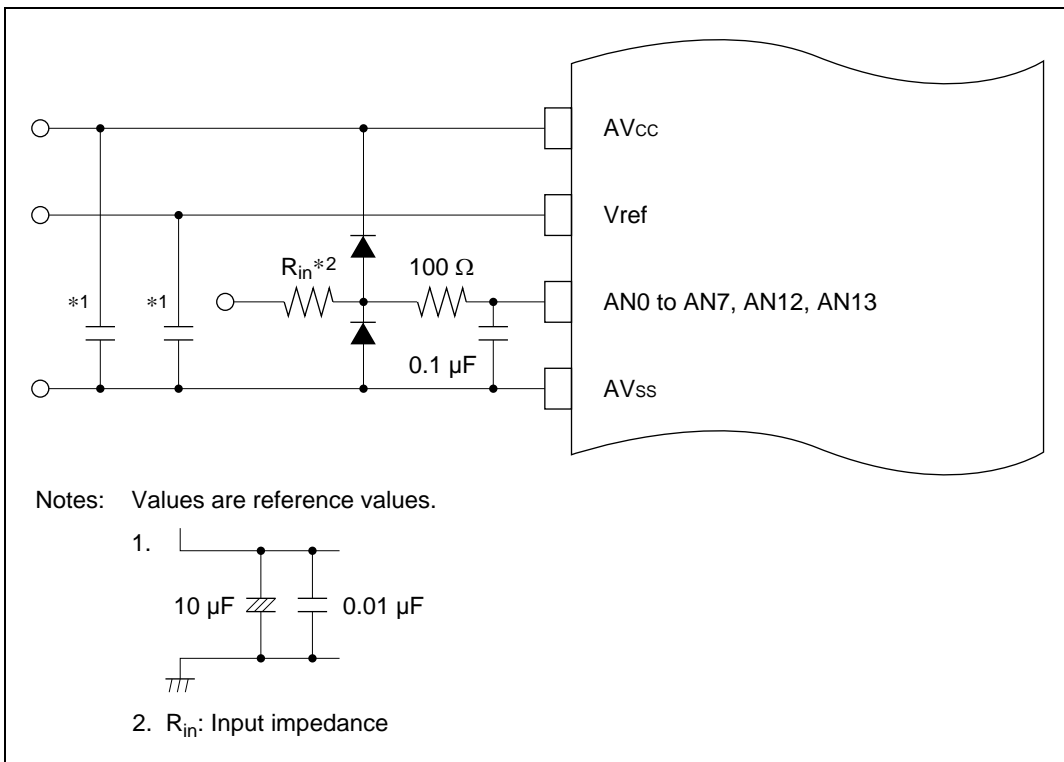 AVcc
Vref
Rin*2
100 Ω
*1
*1
AN0 to AN7, AN12, AN13
0.1 µF
AVss
Notes: Values are reference values.
1.
10 µF
0.01 µF
2. Rin: Input impedance